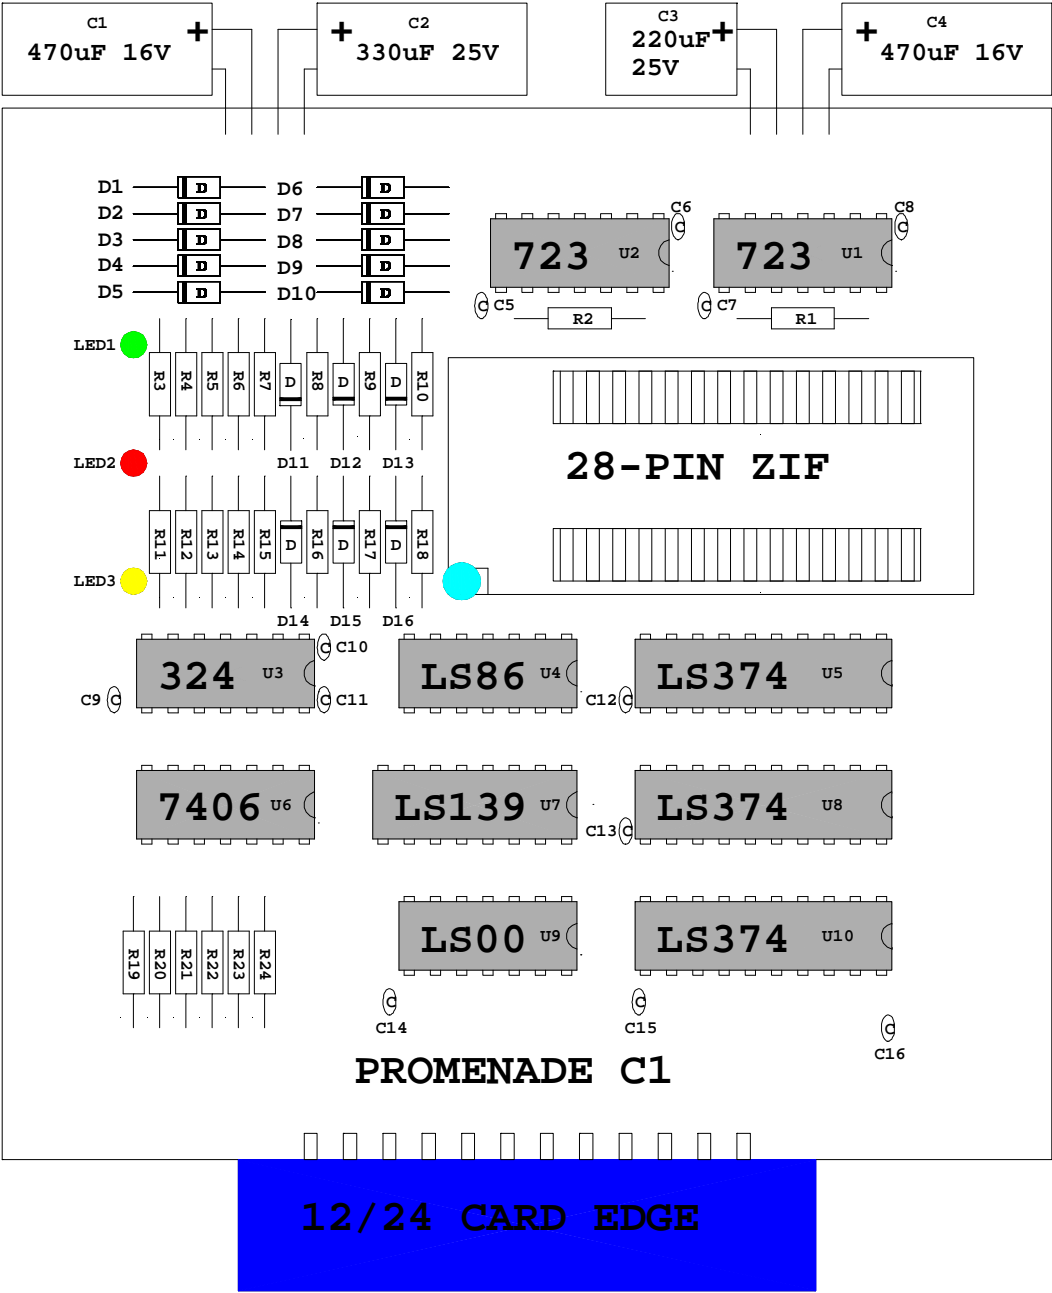 C1 C2 C3 C4
470uF 16V + + 330uF 25V 220uF + + 470uF 16V
25V
D1 D D6 D
D2 D D7 D
D3 D D8 D
D4 D D9 D
D5 D D10 D
C6 C C8 C
723 U2 723 U1
C C5 C C7
R2 R1
LED1
R3 R4 R5 R6 R7 D R8 D R9 D R10
LED2 D11 D12 D13
28-PIN ZIF
R11 R12 R13 R14 R15 D R16 D R17 D R18
LED3
D14 D15 D16
C C10
324 U3 LS86 U4 LS374 U5
C9 C C C11 C12 C
7406 U6 LS139 U7 LS374 U8
C13 C
LS00 U9 LS374 U10
R19 R20 R21 R22 R23 R24
C C C
C14 C15 C16
PROMENADE C1
12/24 CARD EDGE